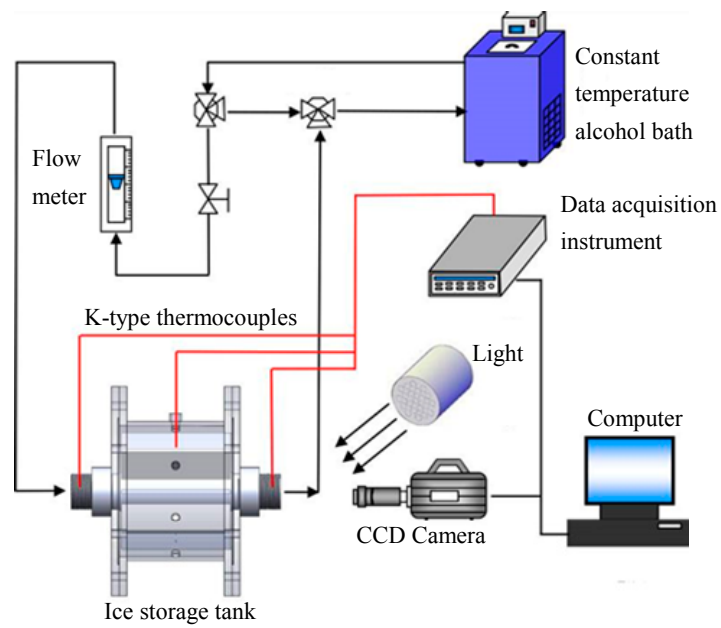 Constant
temperature
alcohol bath
Flow
meter
Data acquisition
instrument
K-type thermocouples
Light
Computer
CCD Camera
Ice storage tank